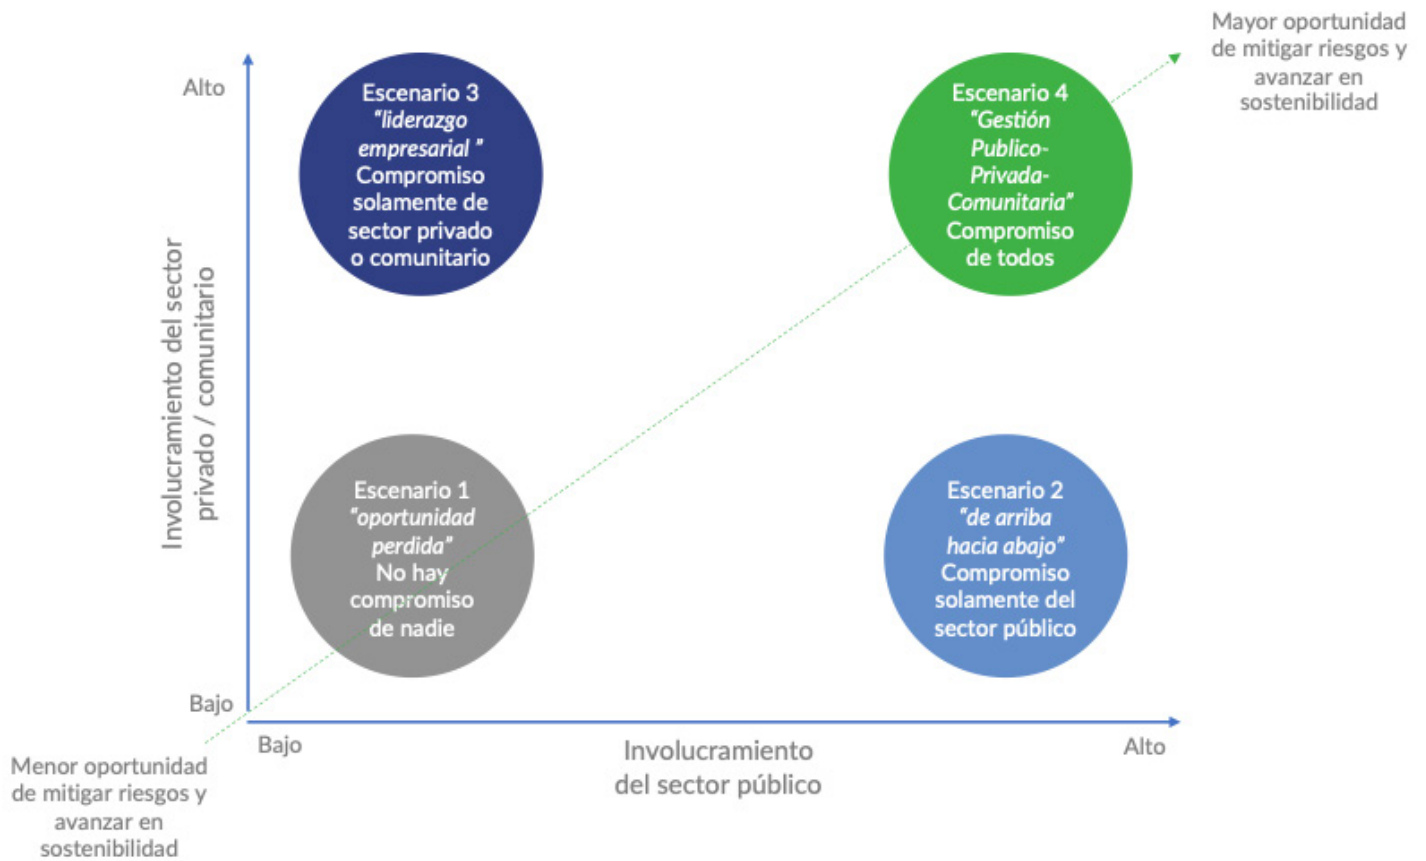 Mayor oportunidad
de mitigar riesgos y
avanzar en
sostenibilidad
Alto
Escenario 3
“liderazgo
empresarial ”
Compromiso
solamente de
sector privado
o comunitario
Escenario 4
“Gestión
Publico-
Privada-
Comunitaria”
Compromiso
de todos
Involucramiento del sector
privado / comunitario
Escenario 1
“oportunidad
perdida”
No hay
compromiso
de nadie
Escenario 2
“de arriba
hacia abajo”
Compromiso
solamente del
sector público
Bajo
Bajo
Involucramiento
del sector público
Alto
Menor oportunidad
de mitigar riesgos y
avanzar en
sostenibilidad